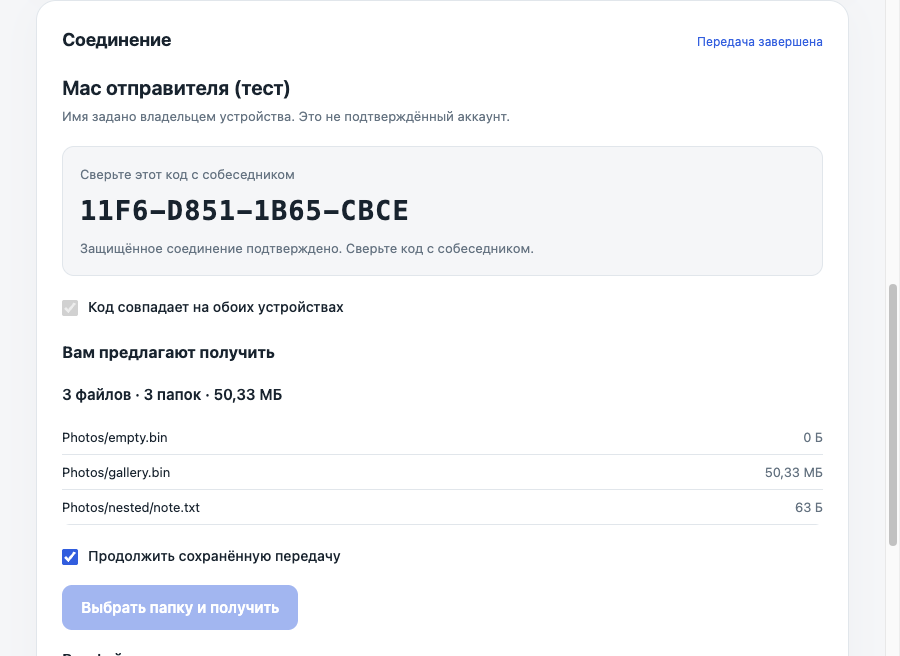 Соединение
Передача завершена
Мас отправителя (тест)
Имя задано владельцем устройства. Это не подтверждённый аккаунт.
Сверьте этот код с собеседником
11F6–D851–1B65–CBCE
Защищённое соединение подтверждено. Сверьте код с собеседником.
Код совпадает на обоих устройствах
Вам предлагают получить
3 файлов · 3 папок · 50,33 МБ
Photos/empty.bin 0 Б
Photos/gallery.bin 50,33 МБ
Photos/nested/note.txt 63 Б
Продолжить сохранённую передачу
Выбрать папку и получить